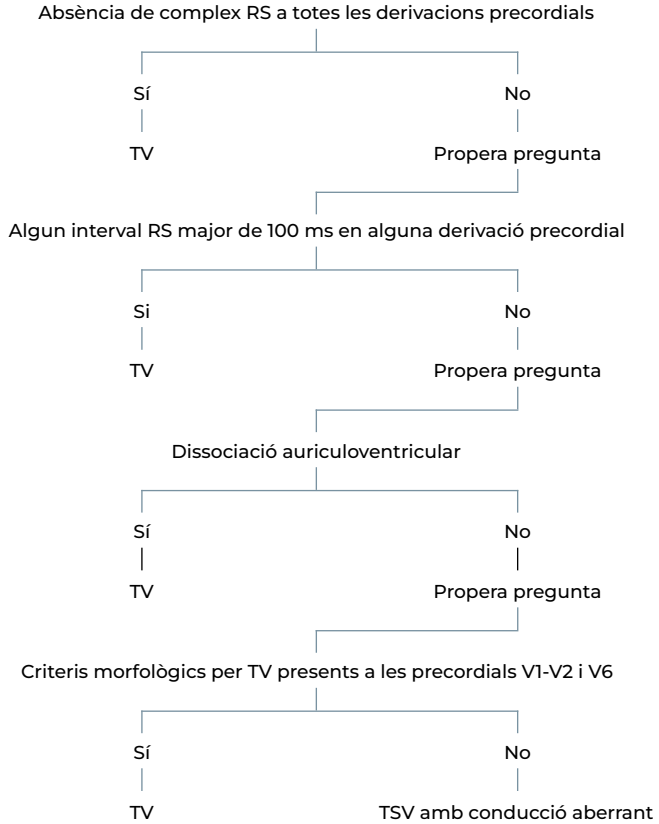 Absència de complex RS a totes les derivacions precordials
Sí No
TV Propera pregunta
Algun interval RS major de 100 ms en alguna derivació precordial
Si No
TV Propera pregunta
Dissociació auriculoventricular
Sí No
TV Propera pregunta
Criteris morfològics per TV presents a les precordials V1-V2 i V6
Sí No
TV TSV amb conducció aberrant